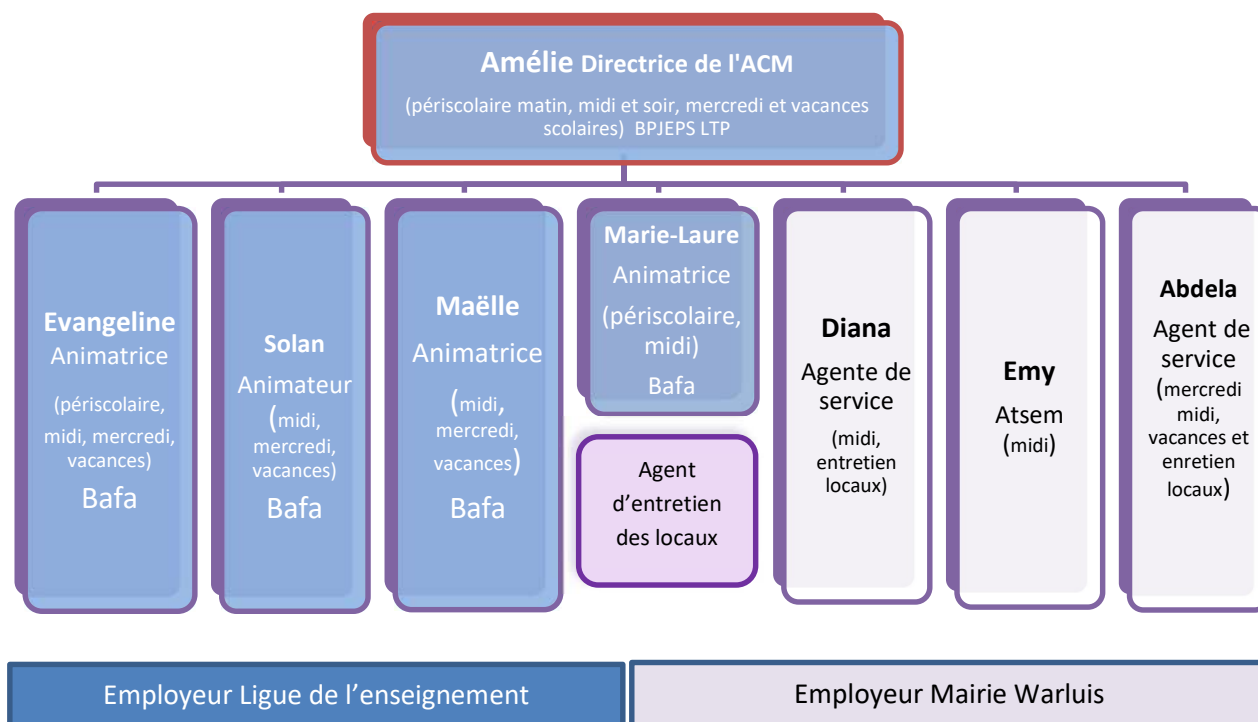 Amélie Directrice de l'ACM
(périscolaire matin, midi et soir, mercredi et vacances
scolaires) BPJEPS LTP
Evangeline
Animatrice
(périscolaire,
midi, mercredi,
vacances)
Bafa
Solan
Animateur
(midi,
mercredi,
vacances)
Bafa
Maëlle
Animatrice
(midi,
mercredi,
vacances)
Bafa
Marie-Laure
Animatrice
(périscolaire,
midi)
Bafa
Agent
d’entretien
des locaux
Diana
Agente de
service
(midi,
entretien
locaux)
Emy
Atsem
(midi)
Abdela
Agent de
service
(mercredi
midi,
vacances et
enretien
locaux)
Employeur Ligue de l’enseignement
Employeur Mairie Warluis